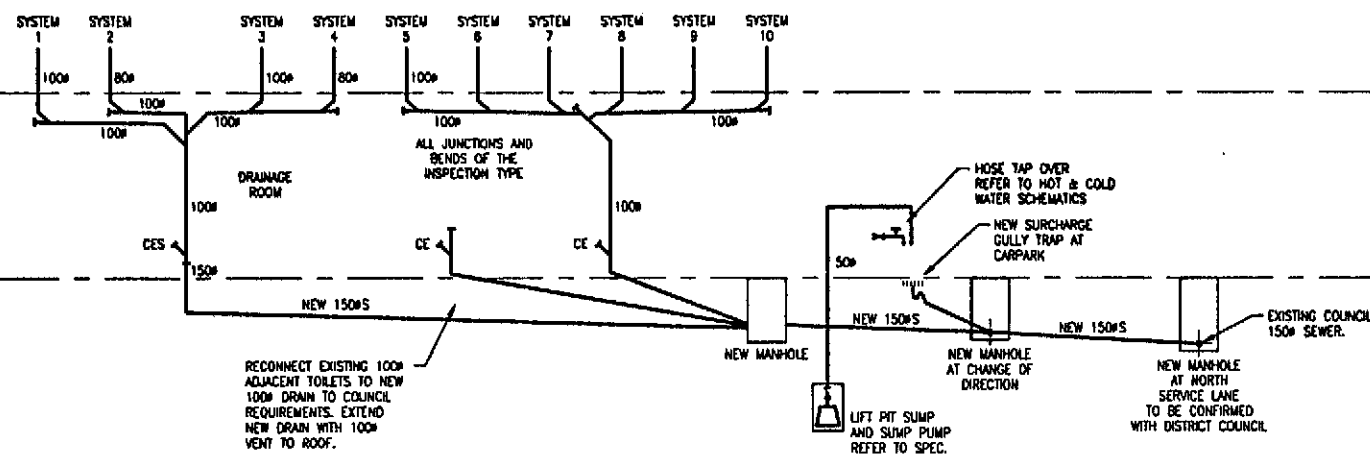 SYSTEM SYSTEM SYSTEM SYSTEM SYSTEM SYSTEM SYSTEM SYSTEM SYSTEM SYSTEM
1 2 3 4 5 6 7 8 9 10
100ø 80ø 100ø 80ø 100ø
100ø
100ø 100ø 100ø 100ø
ALL JUNCTIONS AND
BENDS OF THE
INSPECTION TYPE
DRAINAGE
ROOM
100ø 100ø
HOSE TAP OVER
REFER TO HOT & COLD
WATER SCHEMATICS
NEW SURCHARGE
GULLY TRAP AT
CARPARK
CES CE CE
150ø 50ø
NEW 150øS NEW 150øS NEW 150øS
EXISTING COUNCIL
150ø SEWER.
NEW MANHOLE
NEW MANHOLE
AT CHANGE OF
DIRECTION
NEW MANHOLE
AT NORTH
SERVICE LANE
TO BE CONFIRMED
WITH DISTRICT COUNCIL
RECONNECT EXISTING 100ø
ADJACENT TOILETS TO NEW
100ø DRAIN TO COUNCIL
REQUIREMENTS. EXTEND
NEW DRAIN WITH 100ø
VENT TO ROOF.
LIFT PIT SUMP
AND SUMP PUMP
REFER TO SPEC.